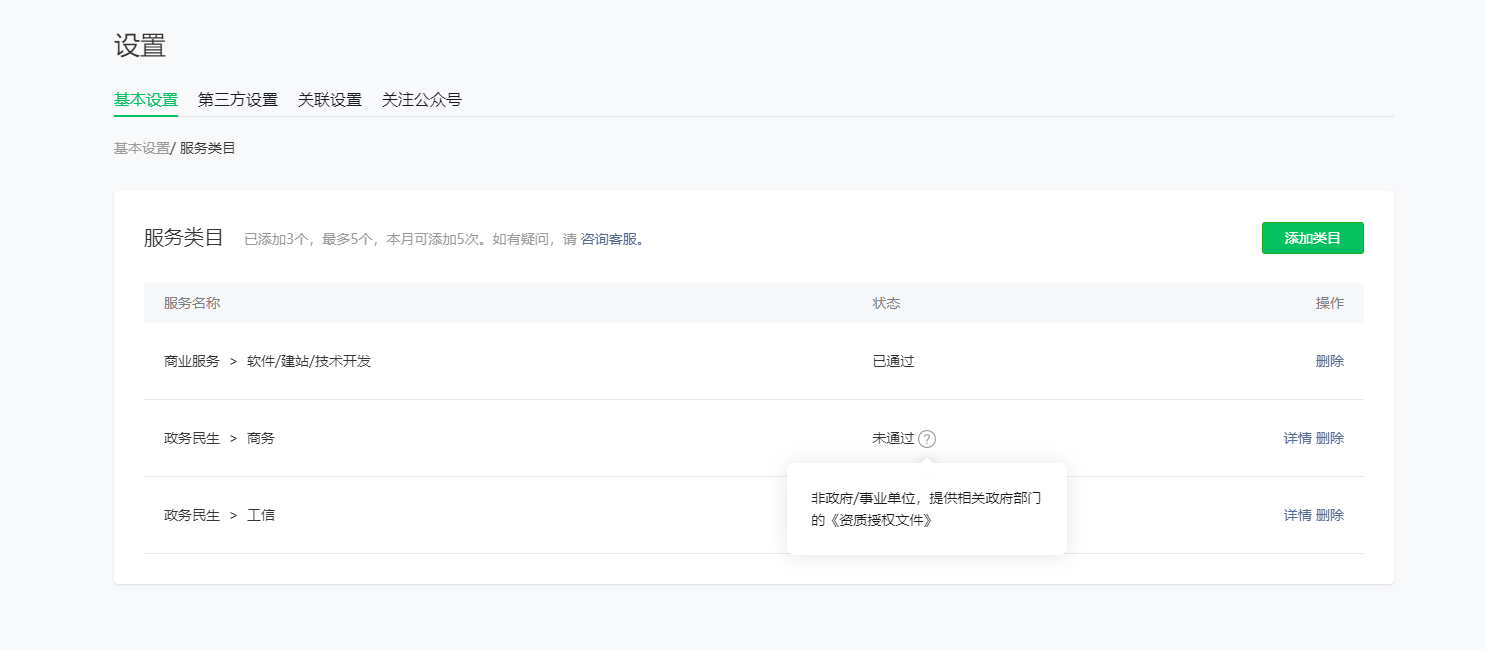 设置
基本设置 第三方设置 关联设置 关注公众号
基本设置/ 服务类目
服务类目 已添加3个，最多5个，本月可添加5次。如有疑问，请 咨询客服。 添加类目
服务名称 状态 操作
商业服务 > 软件/建站/技术开发 已通过 删除
政务民生 > 商务 未通过 ? 详情 删除
非政府/事业单位，提供相关政府部门
的《资质授权文件》
政务民生 > 工信 详情 删除